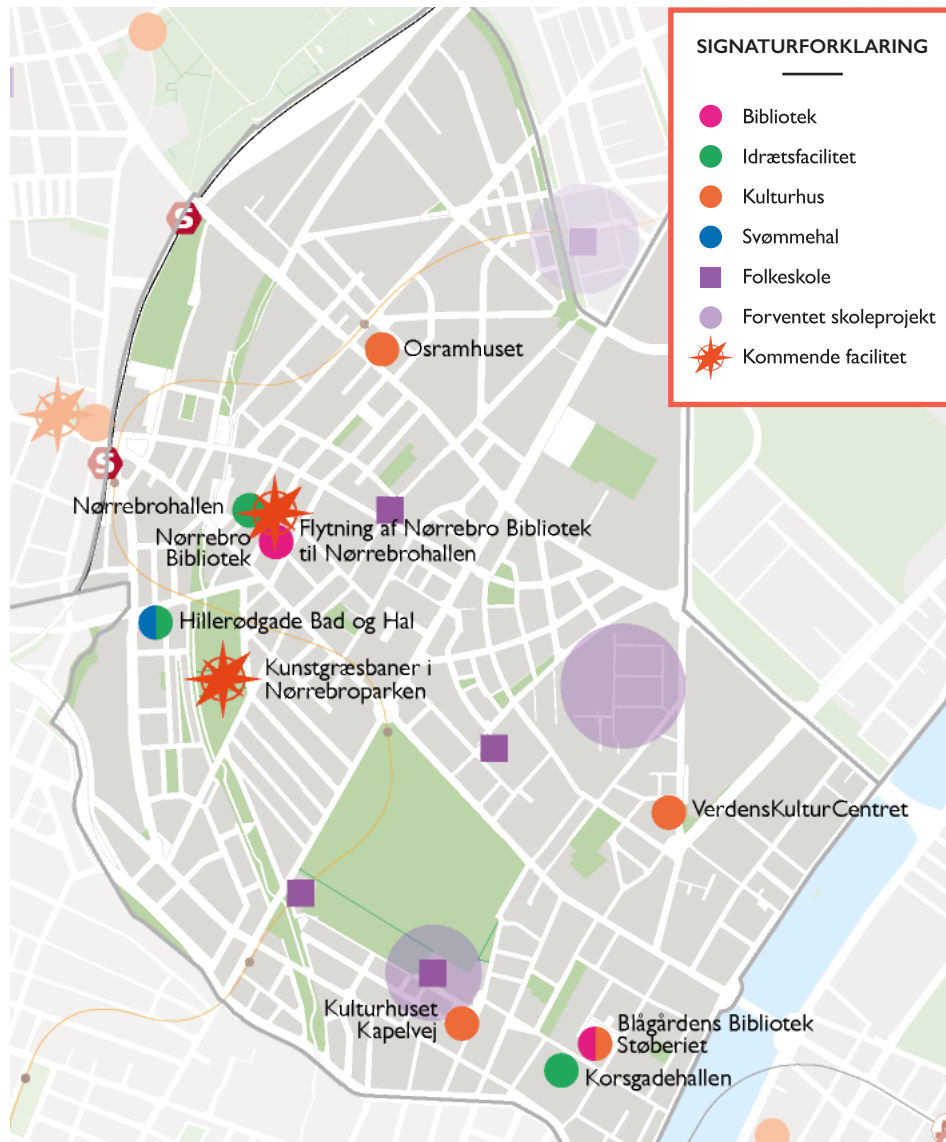 SIGNATURFORKLARING
Bibliotek
Idrætsfacilitet
Kulturhus
Svømmehal
Folkeskole
Forventet skoleprojekt
Kommende facilitet
S
Osramhuset
S
Nørrebrohallen
Nørrebro
Bibliotek
Flytning af Nørrebro Bibliotek
til Nørrebrohallen
Hillerødgade Bad og Hal
Kunstgræsbaner i
Nørrebroparken
VerdensKulturCentret
Kulturhuset
Kapelvej
Blågårdens Bibliotek
Støberiet
Korsgadehallen